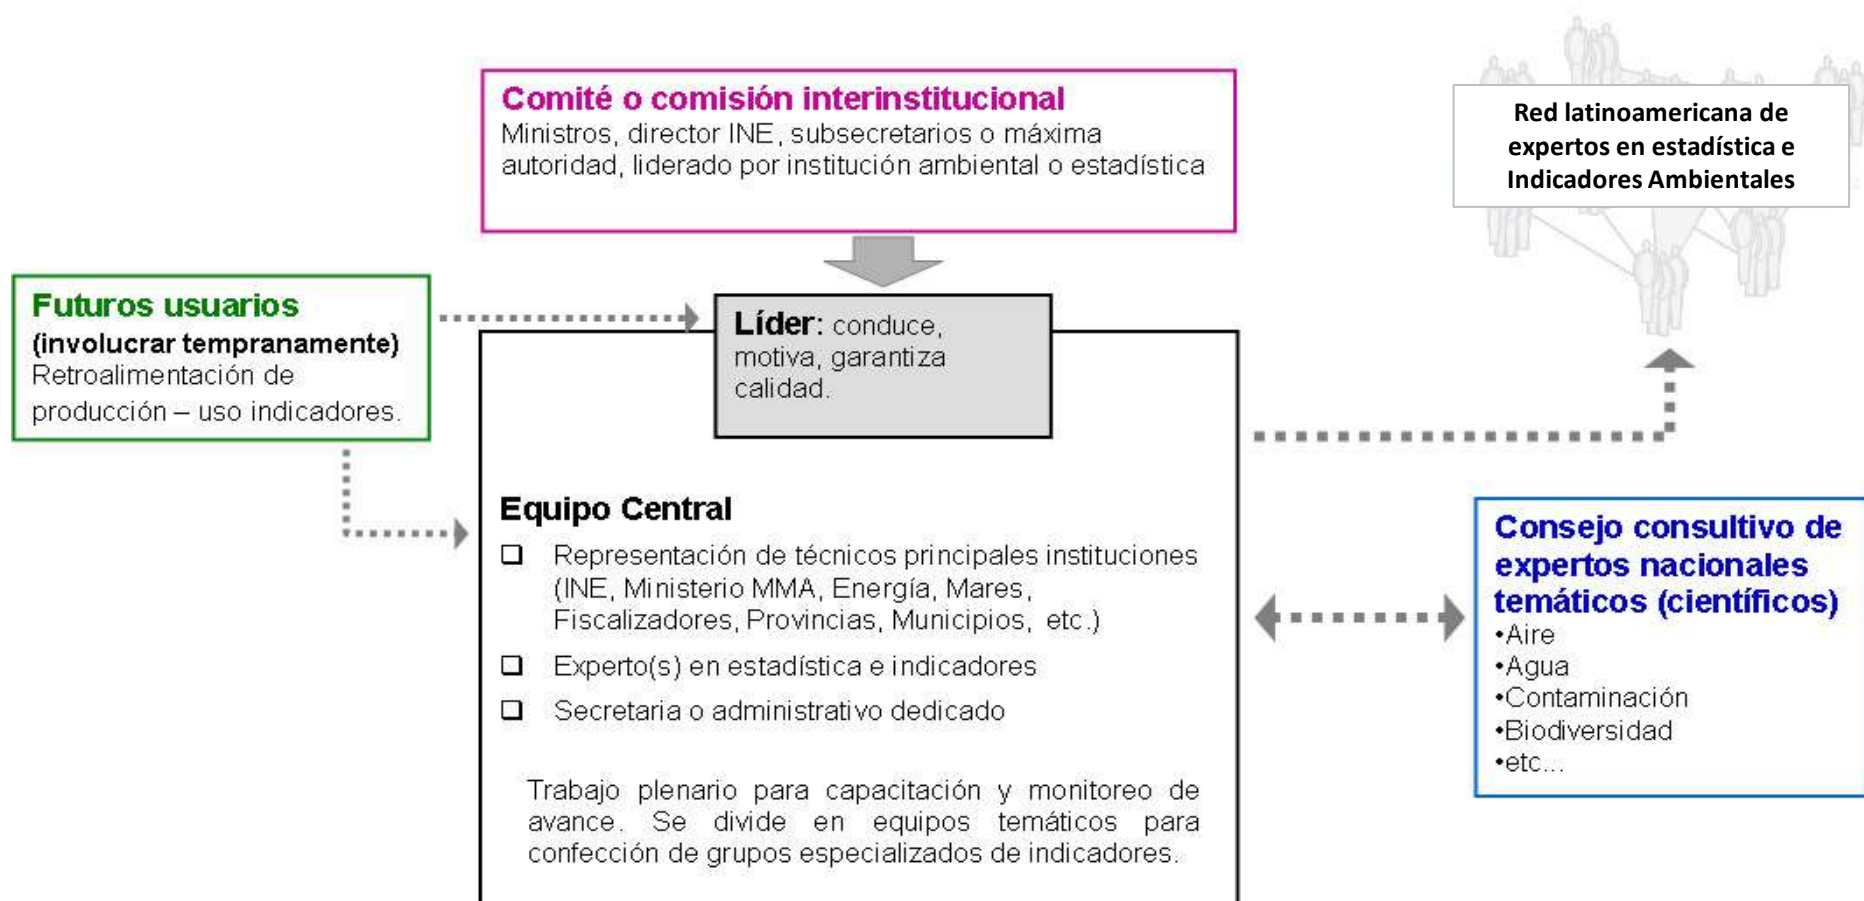 Comité o comisión interinstitucional
Ministros, director INE, subsecretarios o máxima
autoridad, liderado por institución ambiental o estadística
Red latinoamericana de
expertos en estadística e
Indicadores Ambientales
Futuros usuarios
(involucrar tempranamente)
Retroalimentación de
producción – uso indicadores.
Líder: conduce,
motiva, garantiza
calidad.
Equipo Central
❑ Representación de técnicos principales instituciones
(INE, Ministerio MMA, Energía, Mares,
Fiscalizadores, Provincias, Municipios, etc.)
❑ Experto(s) en estadística e indicadores
❑ Secretaria o administrativo dedicado
Trabajo plenario para capacitación y monitoreo de
avance. Se divide en equipos temáticos para
confección de grupos especializados de indicadores.
Consejo consultivo de
expertos nacionales
temáticos (científicos)
•Aire
•Agua
•Contaminación
•Biodiversidad
•etc...